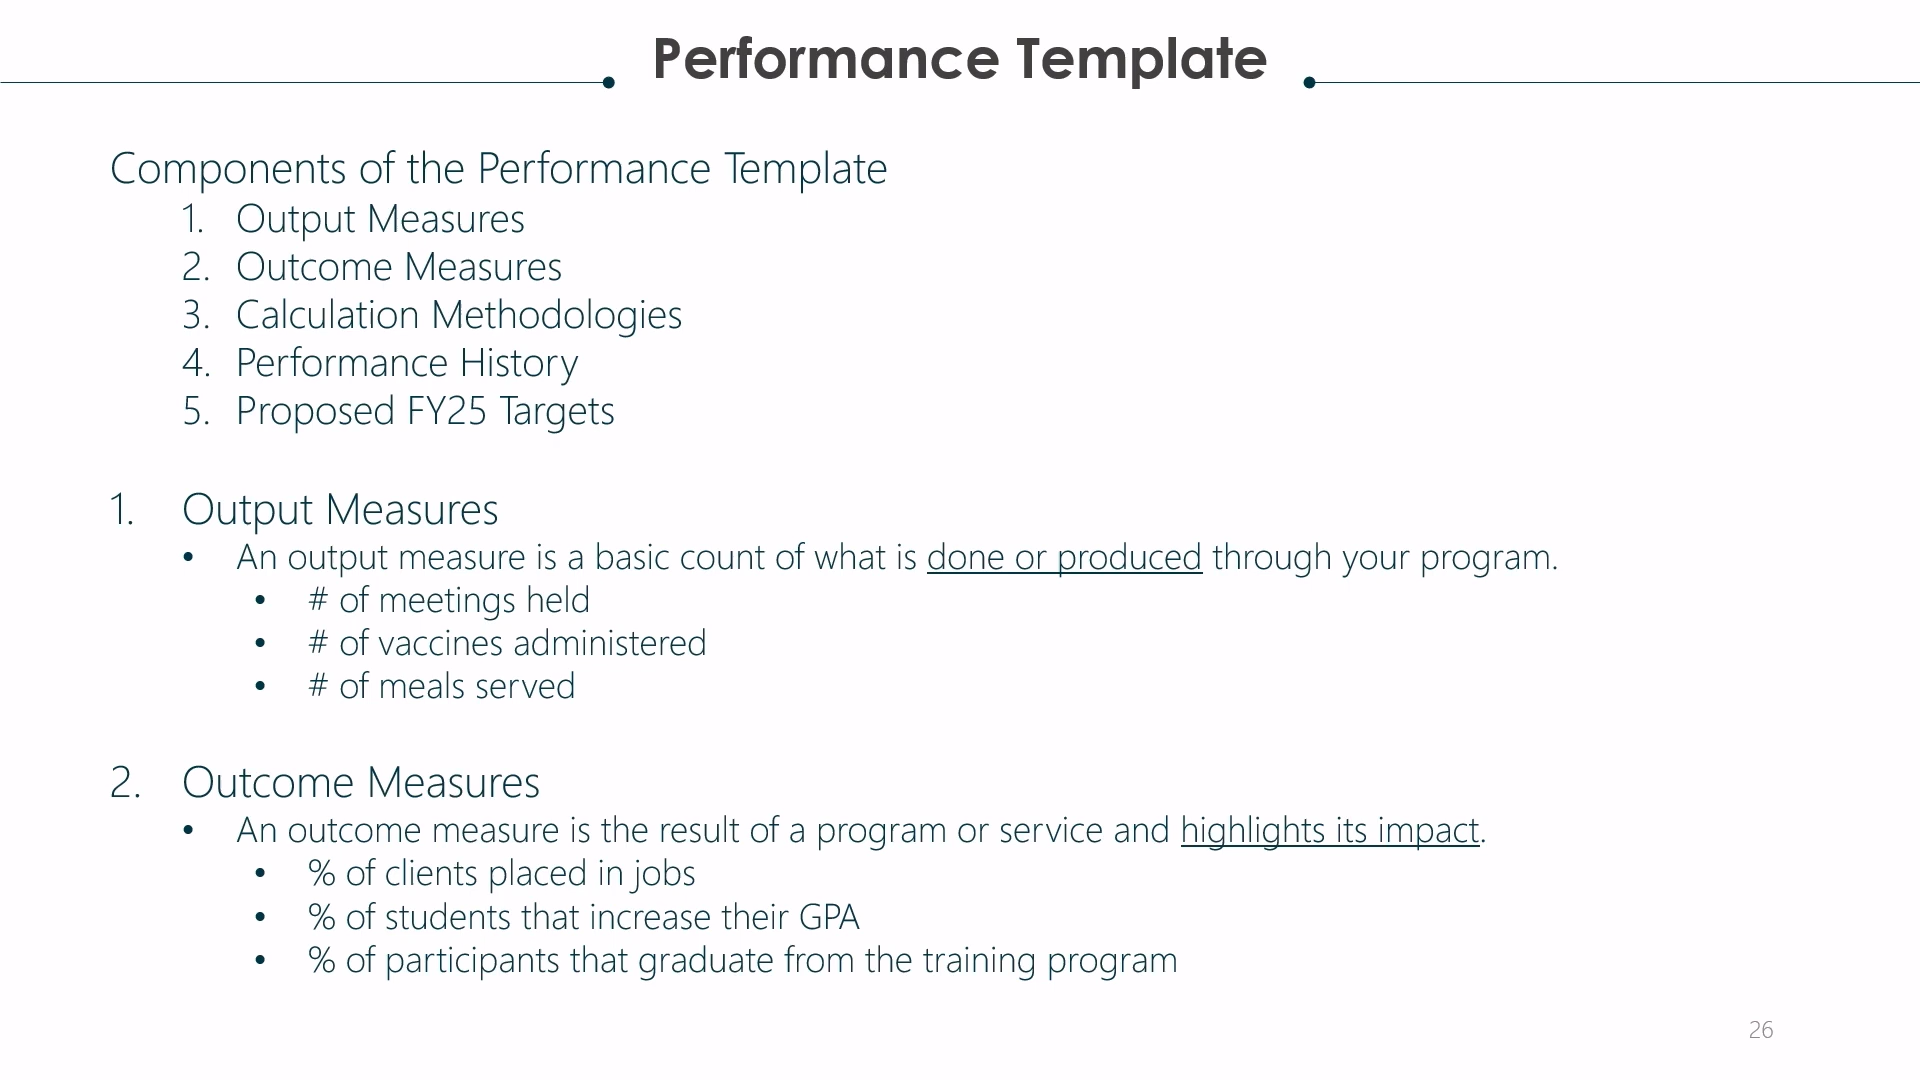 Performance Template
Components of the Performance Template
1. Output Measures
2. Outcome Measures
3. Calculation Methodologies
4. Performance History
5. Proposed FY25 Targets
1. Output Measures
• An output measure is a basic count of what is done or produced through your program.
• # of meetings held
• # of vaccines administered
• # of meals served
2. Outcome Measures
• An outcome measure is the result of a program or service and highlights its impact.
• % of clients placed in jobs
• % of students that increase their GPA
• % of participants that graduate from the training program
26